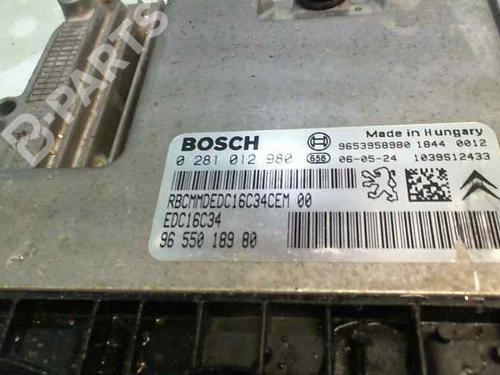 B-PARTS
BOSCH
Made in Hungary
0 281 012 980
9653958980 1844 0012
656 06-05-24 1039S12433
RBCMMDEDC16C34CEM 00
EDC16C34
96 550 189 80